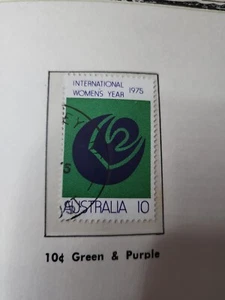 INTERNATIONAL
WOMEN'S YEAR 1975
AUSTRALIA 10
10¢ Green & Purple